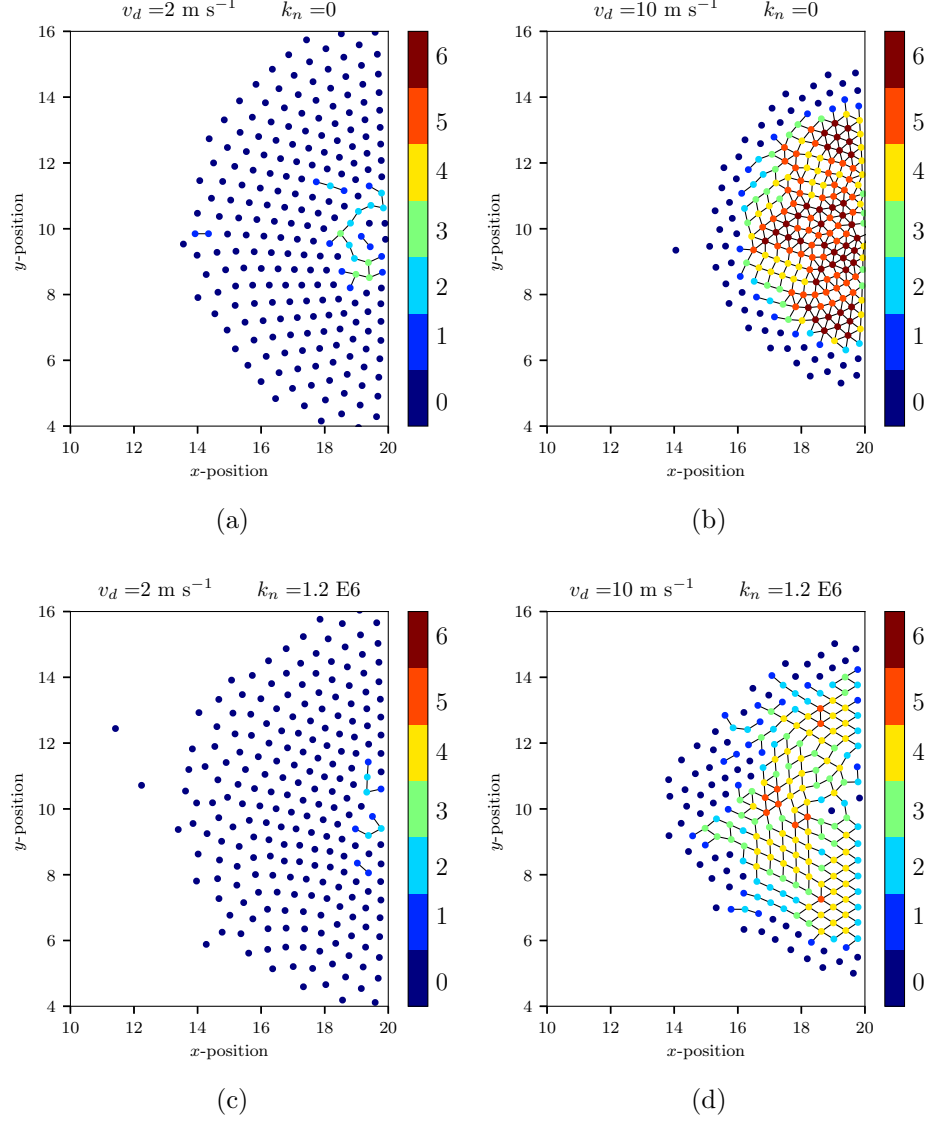 v_d =2 m s⁻¹ k_n =0
16
14
12
10
8
6
4
y-position
10 12 14 16 18 20
x-position
6
5
4
3
2
1
0
(a)
v_d =10 m s⁻¹ k_n =0
16
14
12
10
8
6
4
y-position
10 12 14 16 18 20
x-position
6
5
4
3
2
1
0
(b)
v_d =2 m s⁻¹ k_n =1.2 E6
16
14
12
10
8
6
4
y-position
10 12 14 16 18 20
x-position
6
5
4
3
2
1
0
(c)
v_d =10 m s⁻¹ k_n =1.2 E6
16
14
12
10
8
6
4
y-position
10 12 14 16 18 20
x-position
6
5
4
3
2
1
0
(d)